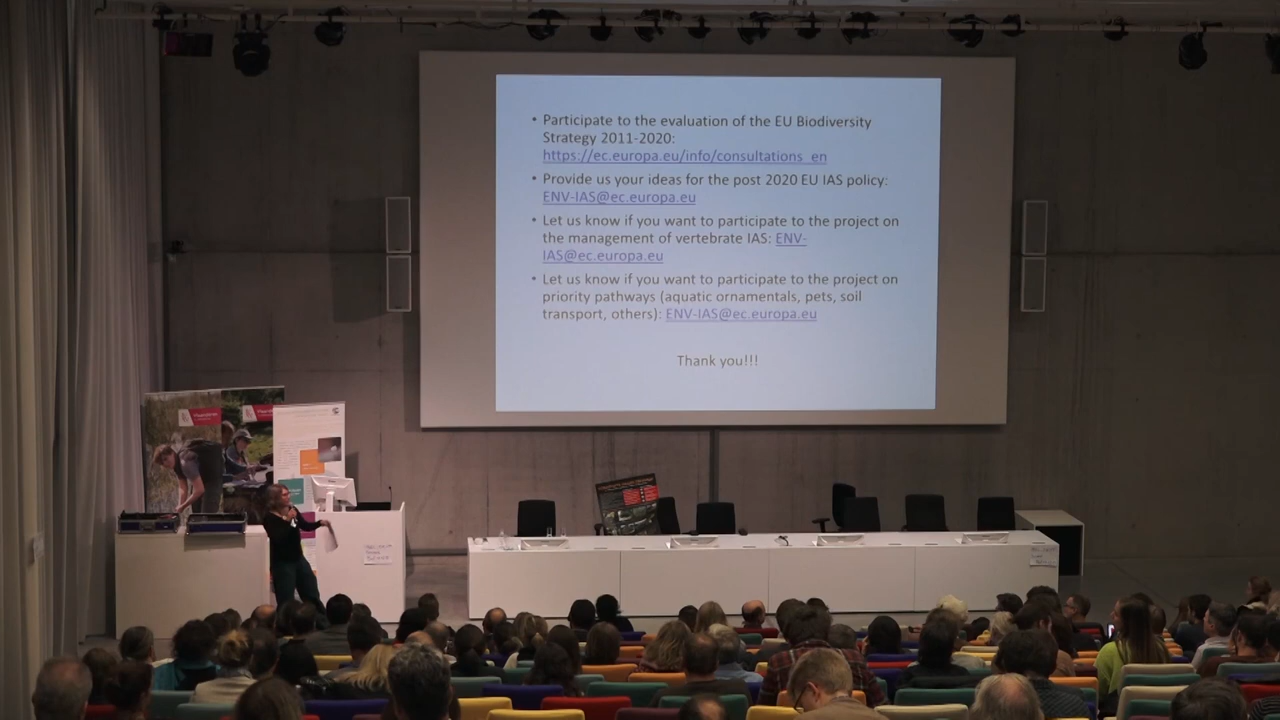 • Participate to the evaluation of the EU Biodiversity
Strategy 2011-2020:
https://ec.europa.eu/info/consultations_en
• Provide us your ideas for the post 2020 EU IAS policy:
ENV-IAS@ec.europa.eu
• Let us know if you want to participate to the project on
the management of vertebrate IAS: ENV-
IAS@ec.europa.eu
• Let us know if you want to participate to the project on
priority pathways (aquatic ornamentals, pets, soil
transport, others): ENV-IAS@ec.europa.eu
Thank you!!!